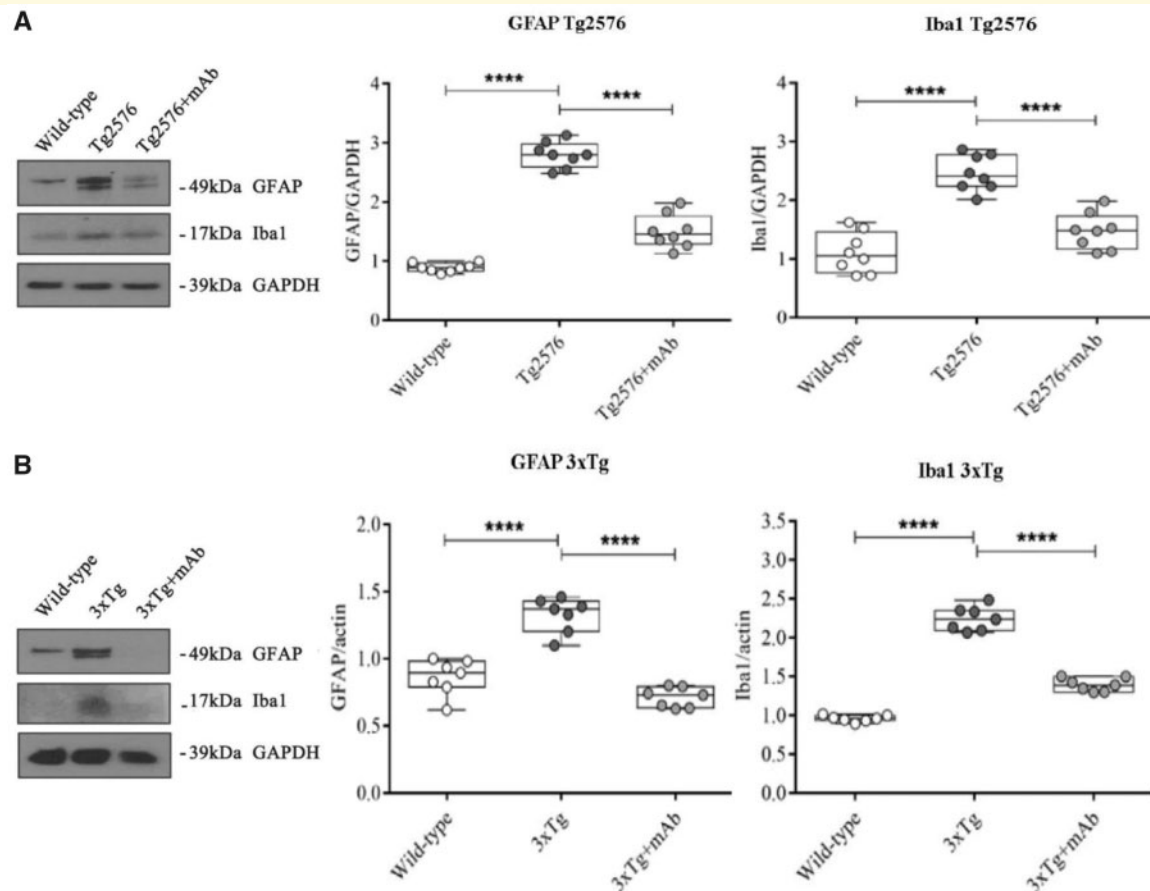 A
GFAP Tg2576
Iba1 Tg2576
Wild-type
Tg2576
Tg2576+mAb
-49kDa GFAP
-17kDa Iba1
-39kDa GAPDH
GFAP/GAPDH
4
3
2
1
0
****
****
Wild-type
Tg2576
Tg2576+mAb
Iba1/GAPDH
4
3
2
1
0
****
****
Wild-type
Tg2576
Tg2576+mAb
B
GFAP 3xTg
Iba1 3xTg
Wild-type
3xTg
3xTg+mAb
-49kDa GFAP
-17kDa Iba1
-39kDa GAPDH
GFAP/actin
2.0
1.5
1.0
0.5
0.0
****
****
Wild-type
3xTg
3xTg+mAb
Iba1/actin
3.5
3.0
2.5
2.0
1.5
1.0
0.5
0.0
****
****
Wild-type
3xTg
3xTg+mAb